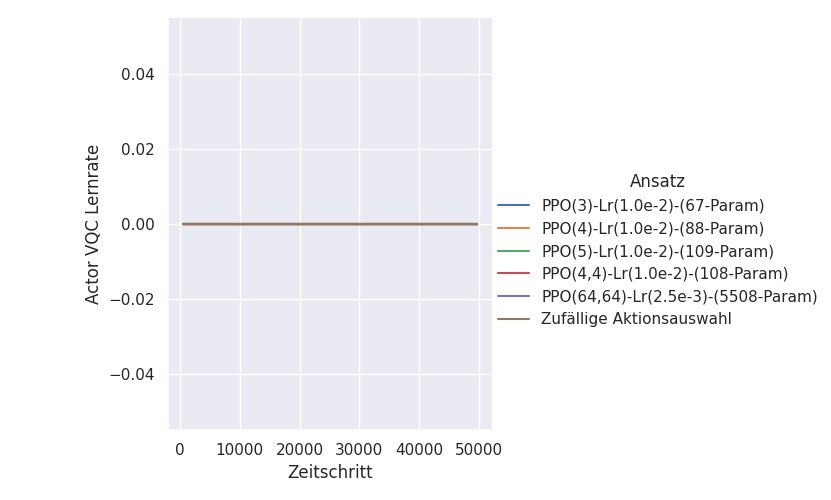 0.04
0.02
0.00
−0.02
−0.04
Actor VQC Lernrate
0 10000 20000 30000 40000 50000
Zeitschritt
Ansatz
PPO(3)-Lr(1.0e-2)-(67-Param)
PPO(4)-Lr(1.0e-2)-(88-Param)
PPO(5)-Lr(1.0e-2)-(109-Param)
PPO(4,4)-Lr(1.0e-2)-(108-Param)
PPO(64,64)-Lr(2.5e-3)-(5508-Param)
Zufällige Aktionsauswahl